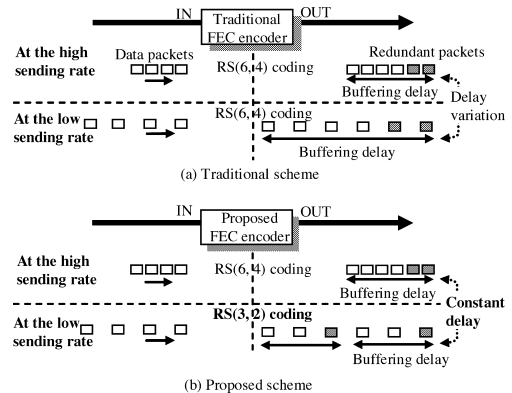 IN
Traditional
FEC encoder
OUT
At the high
sending rate
Data packets
RS(6, 4) coding
Redundant packets
Buffering delay
Delay
variation
At the low
sending rate
RS(6, 4) coding
Buffering delay
(a) Traditional scheme
IN
Proposed
FEC encoder
OUT
At the high
sending rate
RS(6, 4) coding
Buffering delay
Constant
delay
At the low
sending rate
RS(3, 2) coding
Buffering delay
(b) Proposed scheme